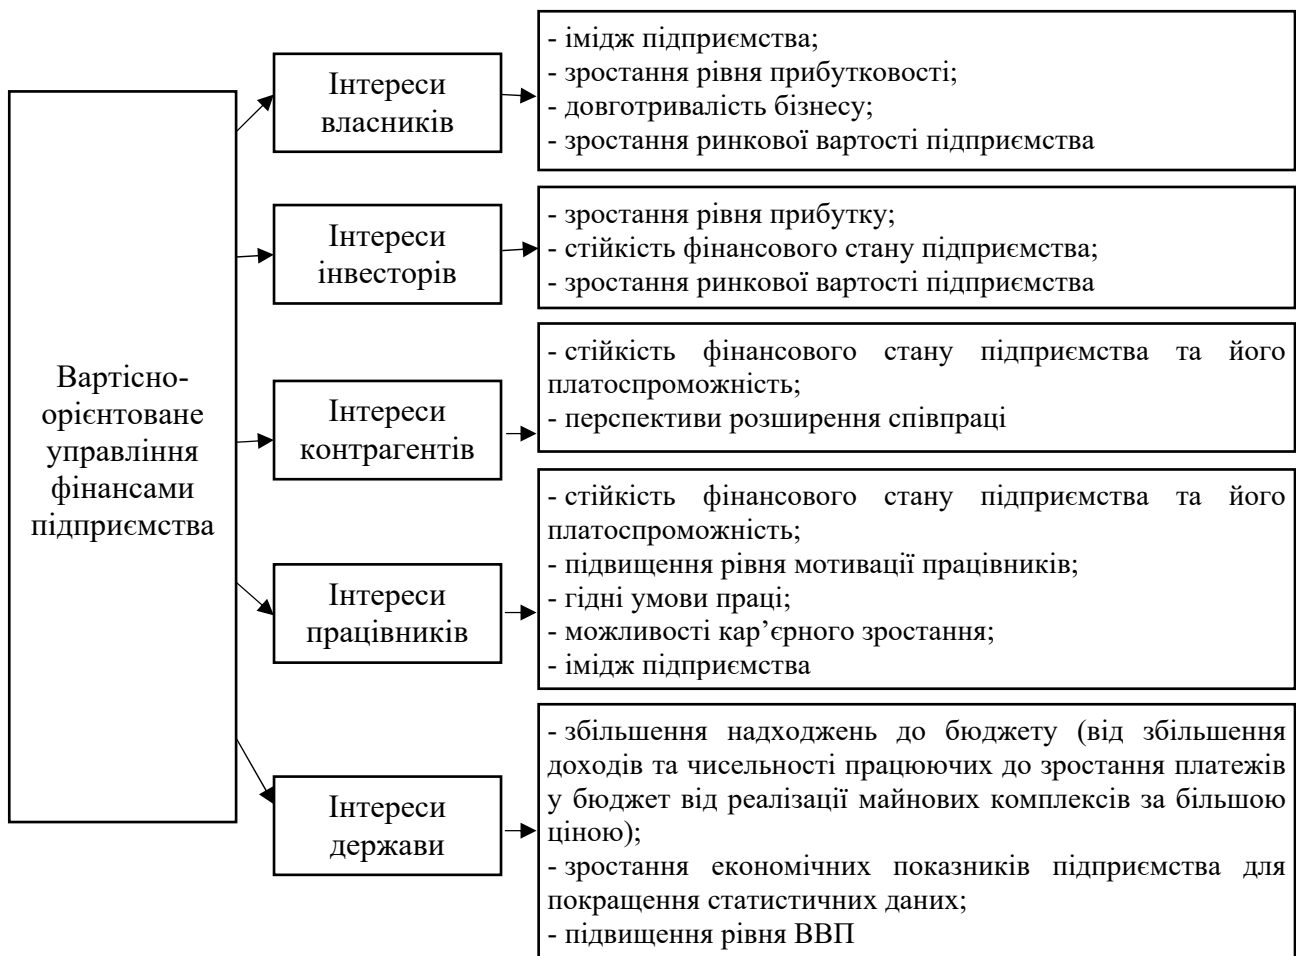 Вартісно-
орієнтоване
управління
фінансами
підприємства
Інтереси
власників
- імідж підприємства;
- зростання рівня прибутковості;
- довготривалість бізнесу;
- зростання ринкової вартості підприємства
Інтереси
інвесторів
- зростання рівня прибутку;
- стійкість фінансового стану підприємства;
- зростання ринкової вартості підприємства
Інтереси
контрагентів
- стійкість фінансового стану підприємства та його
платоспроможність;
- перспективи розширення співпраці
Інтереси
працівників
- стійкість фінансового стану підприємства та його
платоспроможність;
- підвищення рівня мотивації працівників;
- гідні умови праці;
- можливості кар’єрного зростання;
- імідж підприємства
Інтереси
держави
- збільшення надходжень до бюджету (від збільшення
доходів та чисельності працюючих до зростання платежів
у бюджет від реалізації майнових комплексів за більшою
ціною);
- зростання економічних показників підприємства для
покращення статистичних даних;
- підвищення рівня ВВП